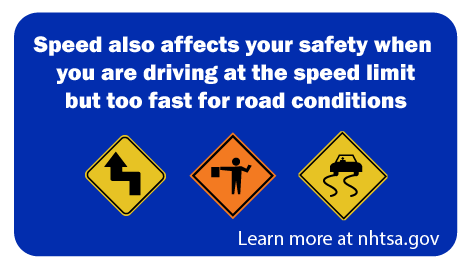 Speed also affects your safety when
you are driving at the speed limit
but too fast for road conditions
Learn more at nhtsa.gov